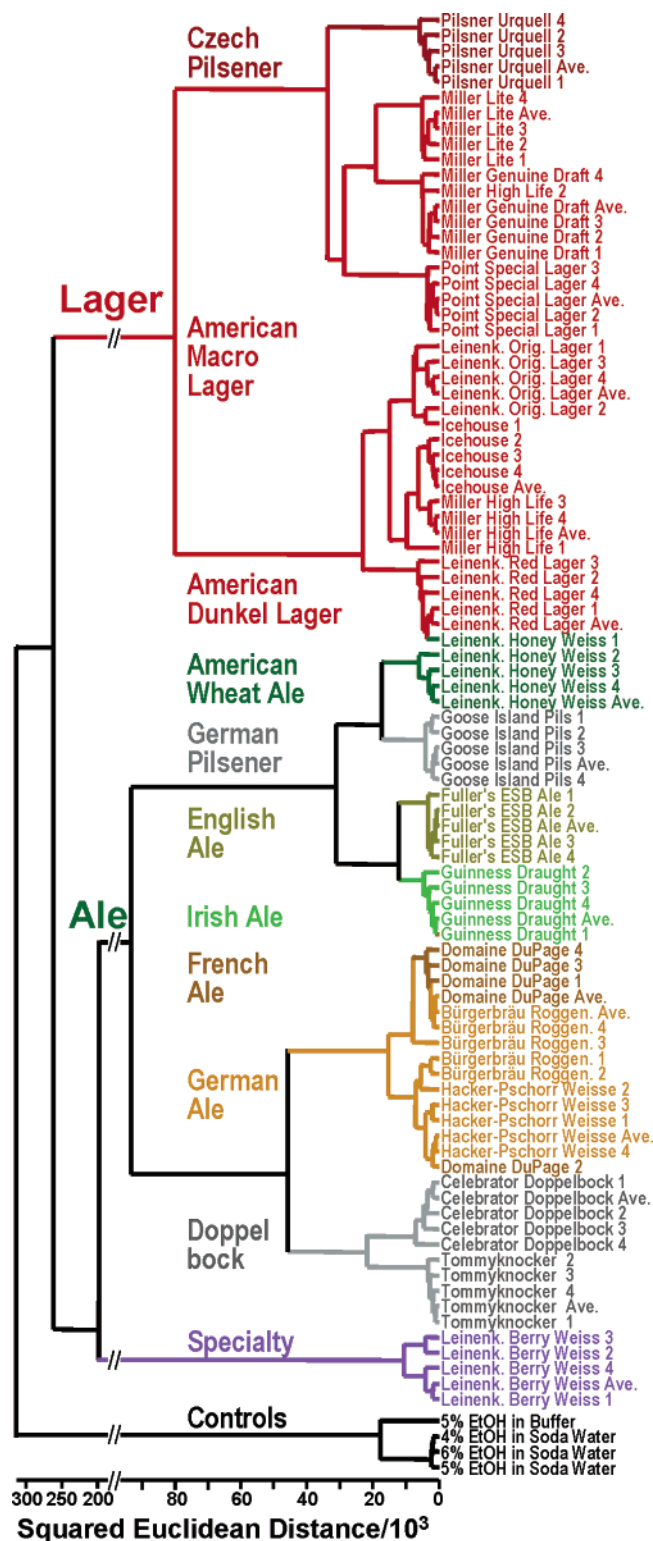 Czech
Pilsener
Pilsner Urquell 4
Pilsner Urquell 2
Pilsner Urquell 3
Pilsner Urquell Ave.
Pilsner Urquell 1
Miller Lite 4
Miller Lite Ave.
Miller Lite 3
Miller Lite 2
Miller Lite 1
Miller Genuine Draft 4
Miller High Life 2
Miller Genuine Draft Ave.
Miller Genuine Draft 3
Miller Genuine Draft 2
Miller Genuine Draft 1
Point Special Lager 3
Point Special Lager 4
Point Special Lager Ave.
Point Special Lager 2
Point Special Lager 1
Lager
American
Macro
Lager
Leinenk. Orig. Lager 1
Leinenk. Orig. Lager 3
Leinenk. Orig. Lager 4
Leinenk. Orig. Lager Ave.
Leinenk. Orig. Lager 2
Icehouse 1
Icehouse 2
Icehouse 3
Icehouse 4
Icehouse Ave.
Miller High Life 3
Miller High Life 4
Miller High Life Ave.
Miller High Life 1
American
Dunkel Lager
Leinenk. Red Lager 3
Leinenk. Red Lager 2
Leinenk. Red Lager 4
Leinenk. Red Lager 1
Leinenk. Red Lager Ave.
Leinenk. Honey Weiss 1
American
Wheat Ale
Leinenk. Honey Weiss 2
Leinenk. Honey Weiss 3
Leinenk. Honey Weiss 4
Leinenk. Honey Weiss Ave.
German
Pilsener
Goose Island Pils 1
Goose Island Pils 2
Goose Island Pils 3
Goose Island Pils Ave.
Goose Island Pils 4
English
Ale
Fuller's ESB Ale 1
Fuller's ESB Ale 2
Fuller's ESB Ale Ave.
Fuller's ESB Ale 3
Fuller's ESB Ale 4
Ale
Irish Ale
Guinness Draught 2
Guinness Draught 3
Guinness Draught 4
Guinness Draught Ave.
Guinness Draught 1
French
Ale
Domaine DuPage 4
Domaine DuPage 3
Domaine DuPage 1
Domaine DuPage Ave.
German
Ale
Bürgerbräu Roggen. Ave.
Bürgerbräu Roggen. 4
Bürgerbräu Roggen. 3
Bürgerbräu Roggen. 1
Bürgerbräu Roggen. 2
Hacker-Pschorr Weisse 2
Hacker-Pschorr Weisse 3
Hacker-Pschorr Weisse 1
Hacker-Pschorr Weisse Ave.
Hacker-Pschorr Weisse 4
Domaine DuPage 2
Doppel
bock
Celebrator Doppelbock 1
Celebrator Doppelbock Ave.
Celebrator Doppelbock 2
Celebrator Doppelbock 3
Celebrator Doppelbock 4
Tommyknocker 2
Tommyknocker 3
Tommyknocker 4
Tommyknocker Ave.
Tommyknocker 1
Specialty
Leinenk. Berry Weiss 3
Leinenk. Berry Weiss 2
Leinenk. Berry Weiss 4
Leinenk. Berry Weiss Ave.
Leinenk. Berry Weiss 1
Controls
5% EtOH in Buffer
4% EtOH in Soda Water
6% EtOH in Soda Water
5% EtOH in Soda Water
300 250 200 80 60 40 20 0
Squared Euclidean Distance/10³